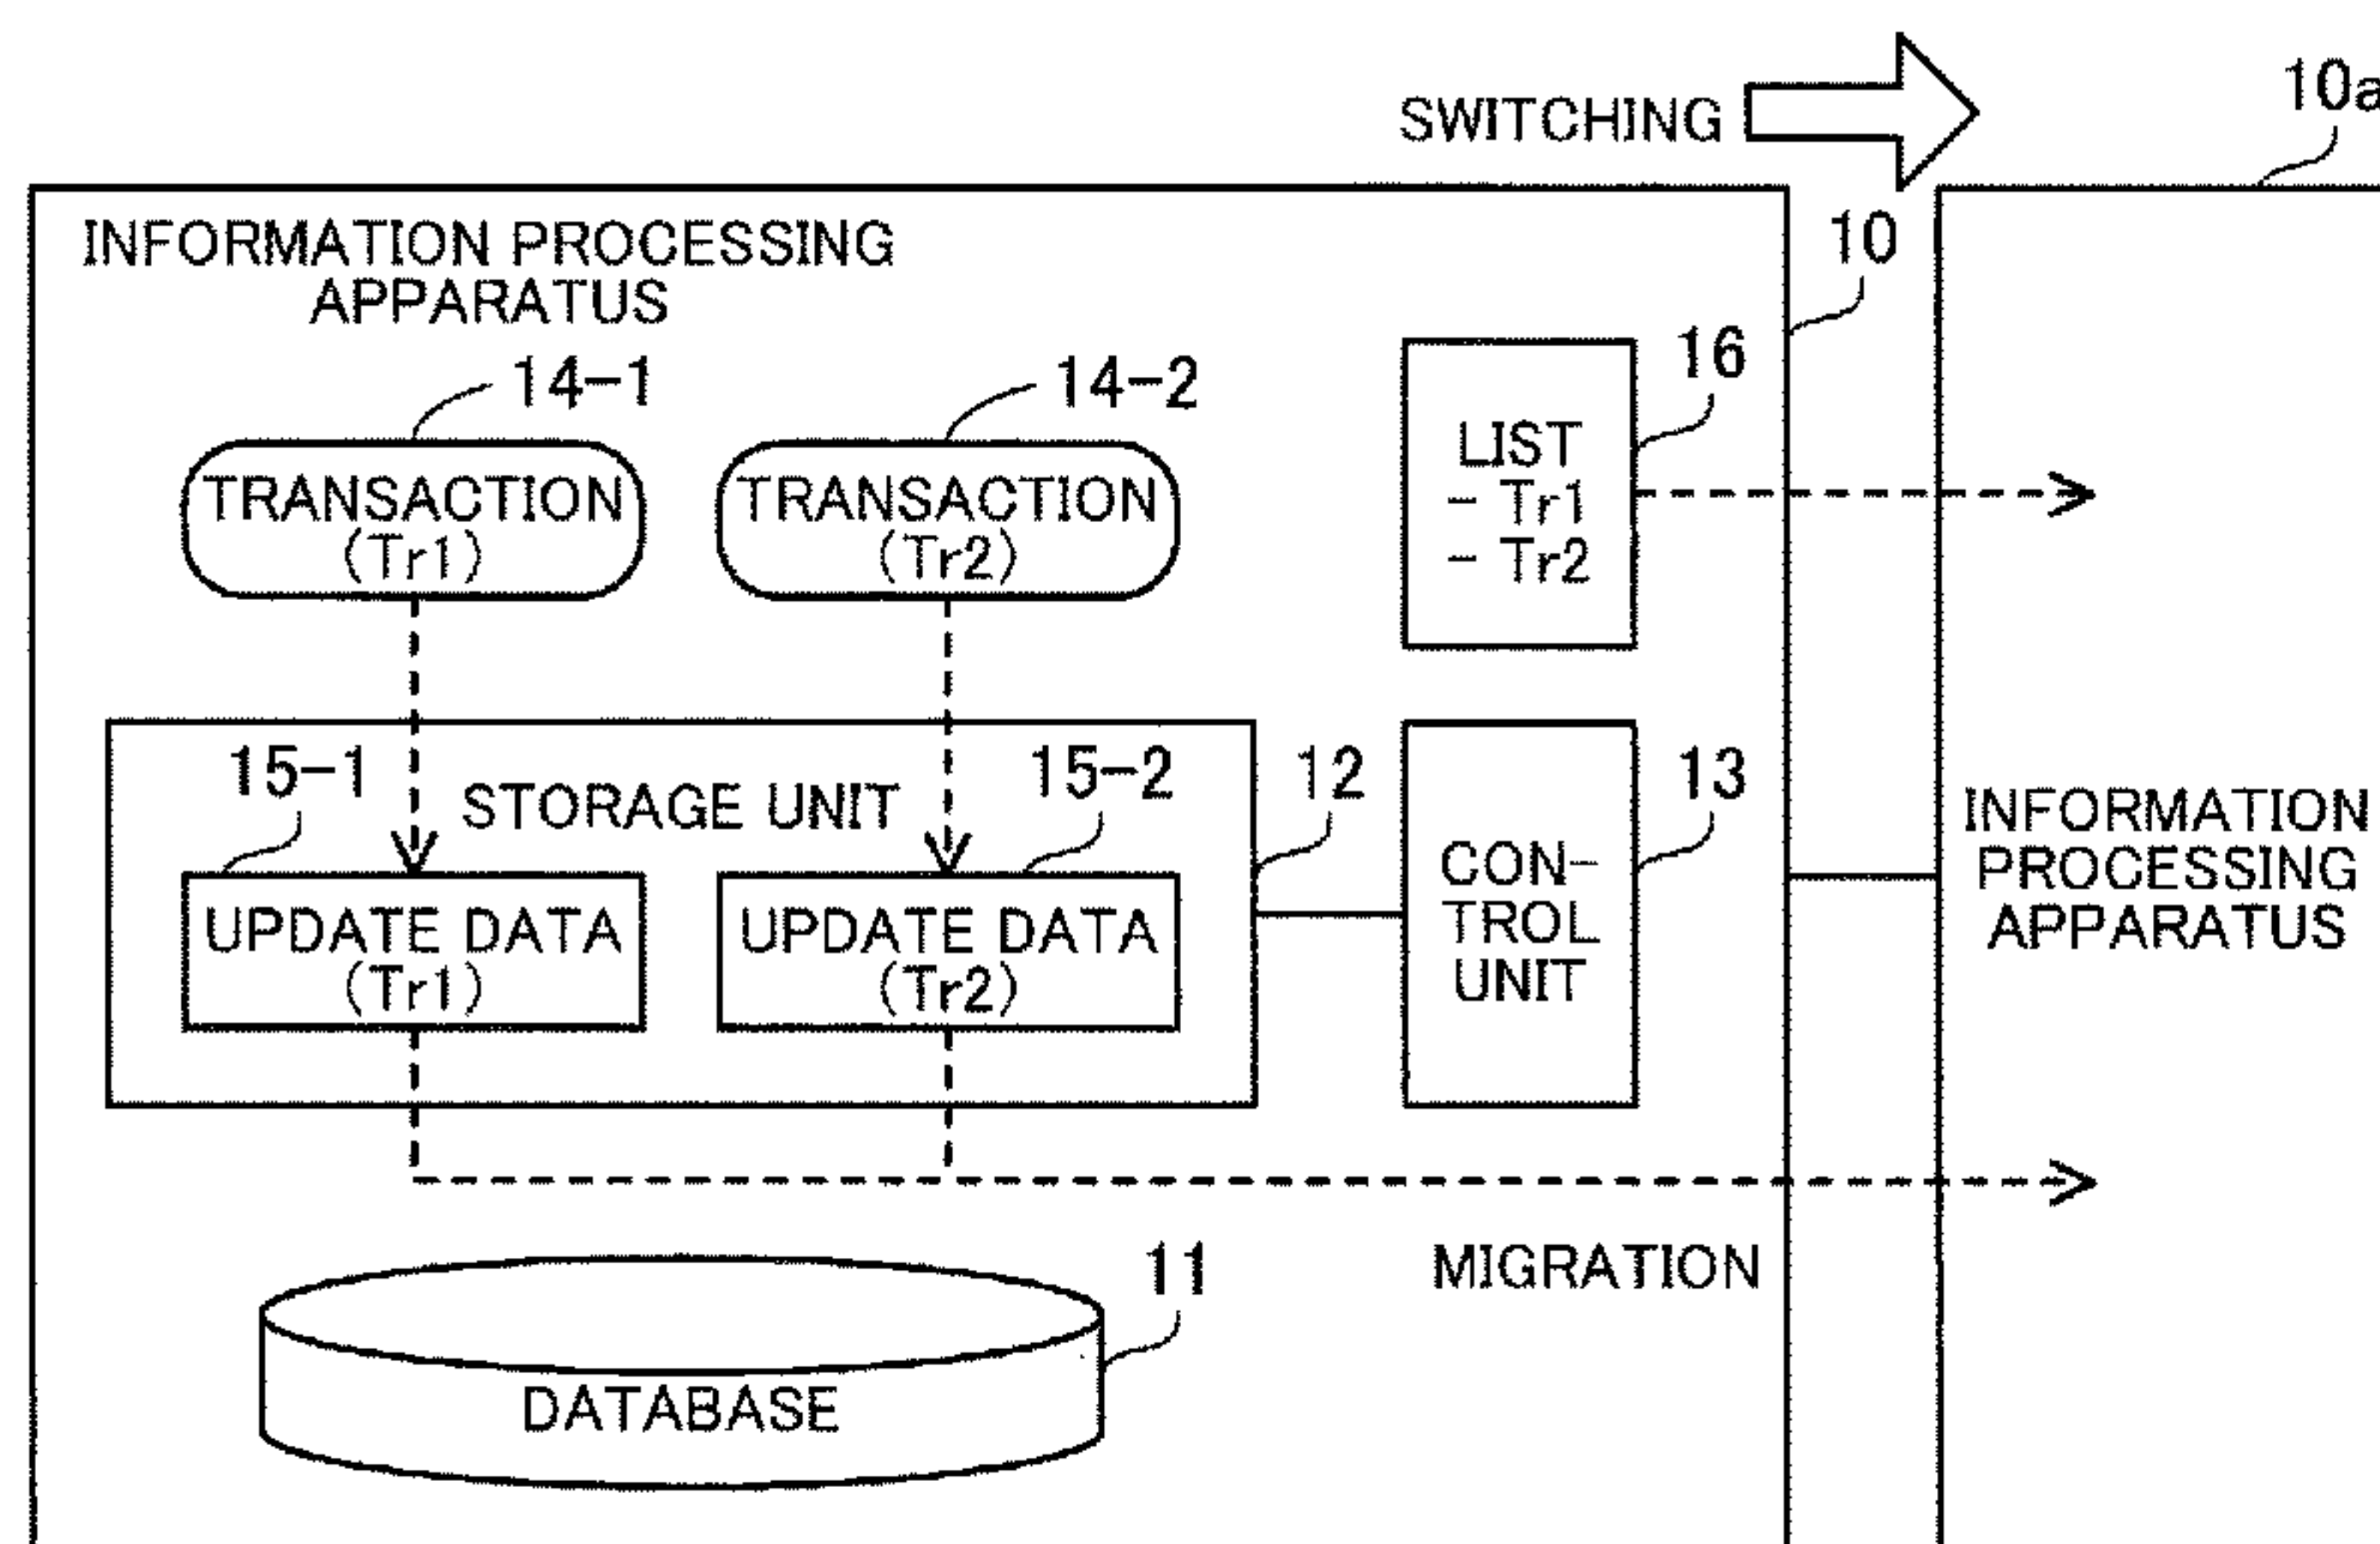 SWITCHING
10a
INFORMATION PROCESSING
APPARATUS
10
14-1
14-2
16
TRANSACTION
(Tr1)
TRANSACTION
(Tr2)
LIST
- Tr1
- Tr2
15-1
STORAGE UNIT
15-2
12
13
UPDATE DATA
(Tr1)
UPDATE DATA
(Tr2)
CON-
TROL
UNIT
INFORMATION
PROCESSING
APPARATUS
MIGRATION
11
DATABASE